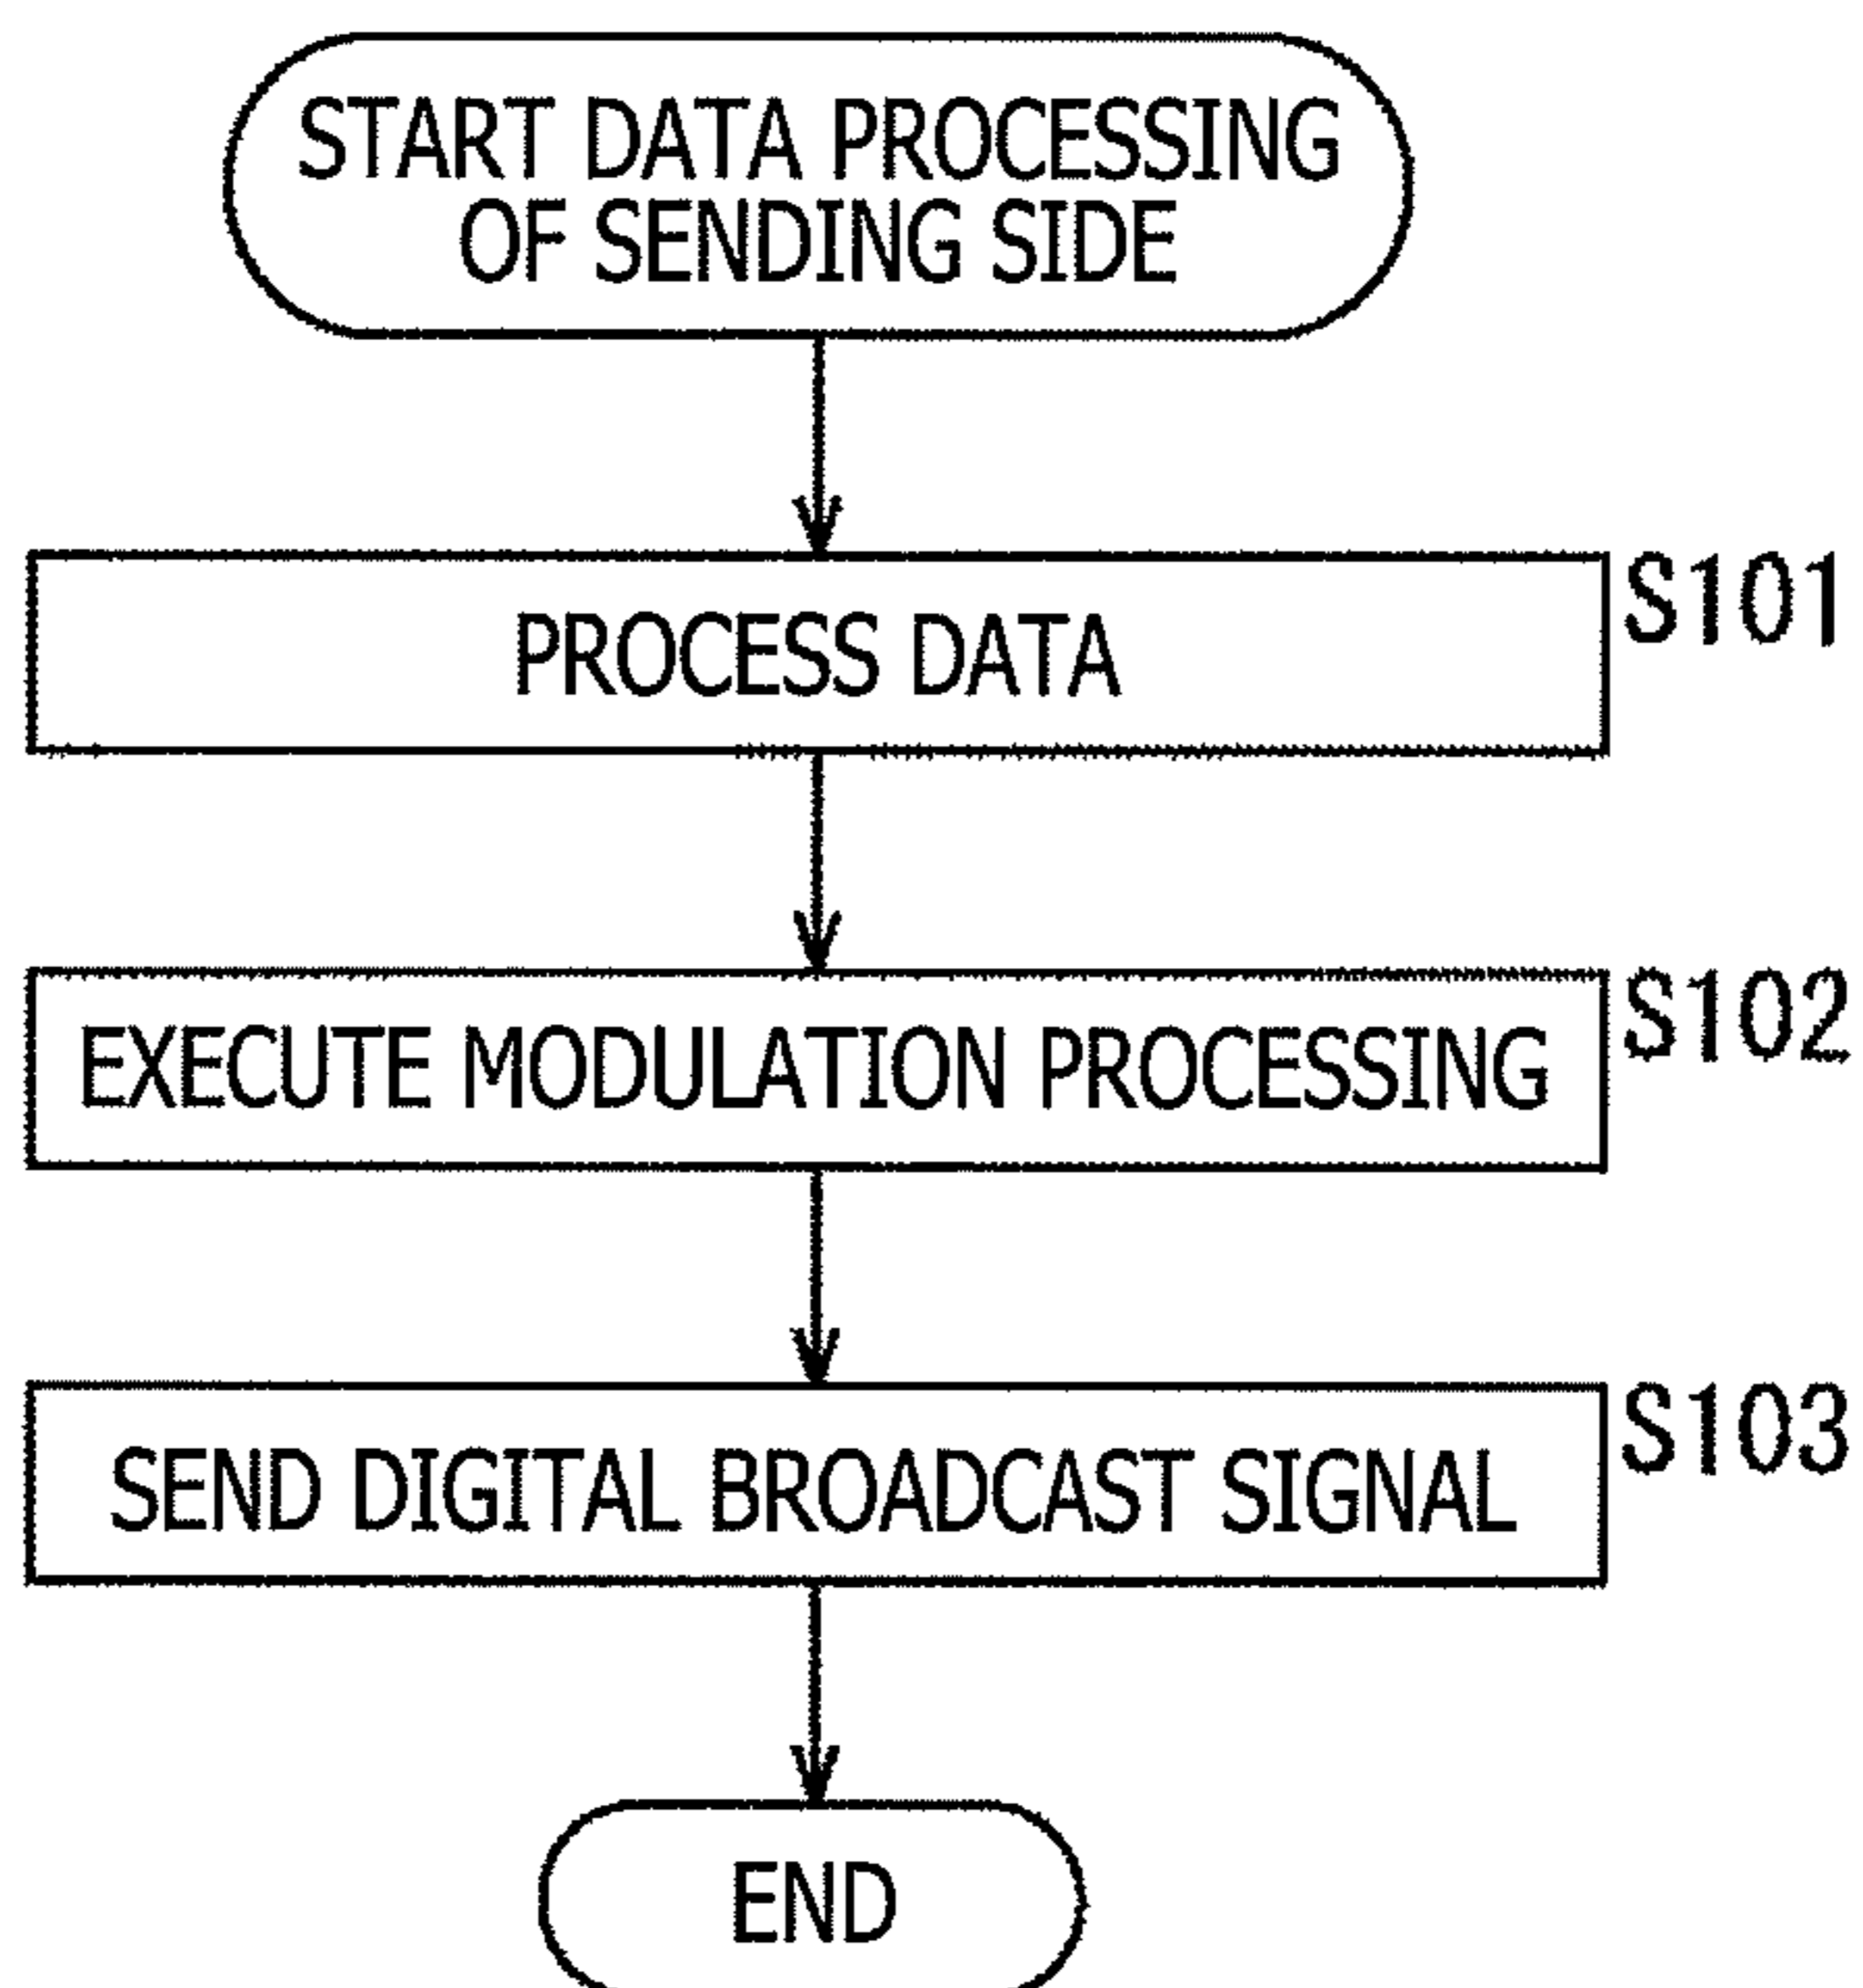 START DATA PROCESSING
OF SENDING SIDE
PROCESS DATA
S101
EXECUTE MODULATION PROCESSING
S102
SEND DIGITAL BROADCAST SIGNAL
S103
END